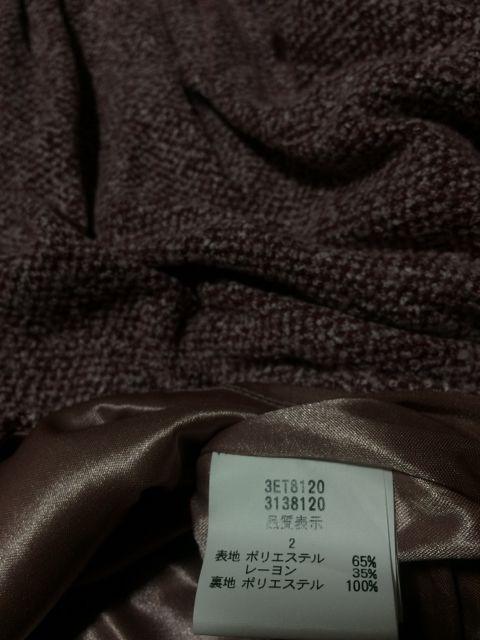 3ET8120
3138120
品質表示
2
表地 ポリエステル 65%
レーヨン 35%
裏地 ポリエステル 100%